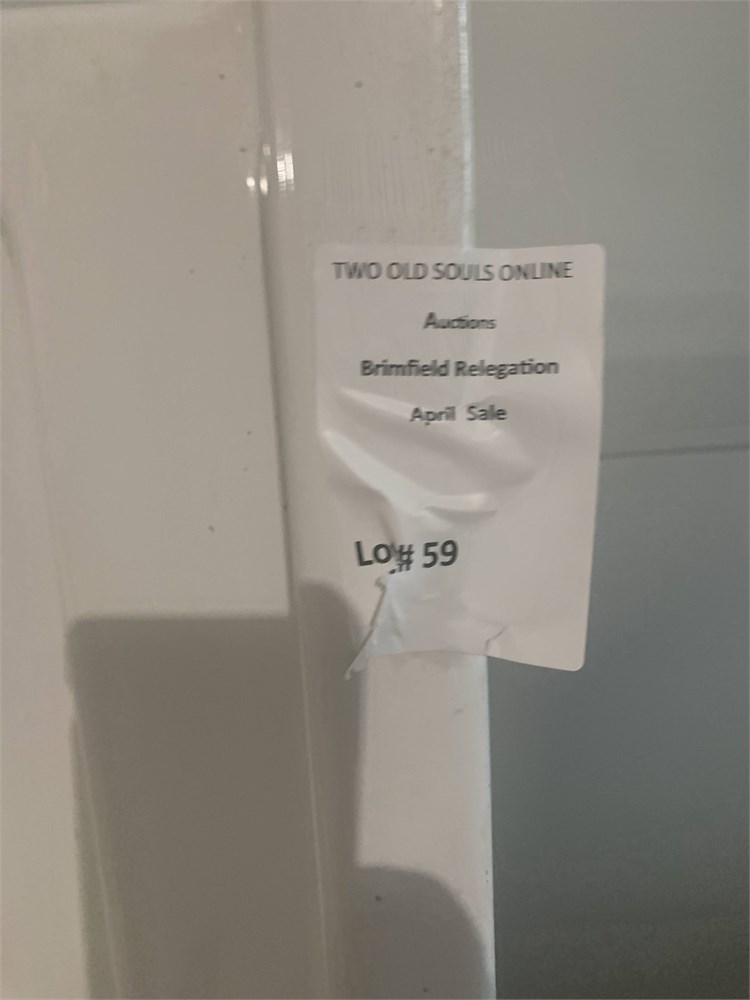 TWO OLD SOULS ONLINE
Auctions
Brimfield Relegation
April Sale
Lot# 59